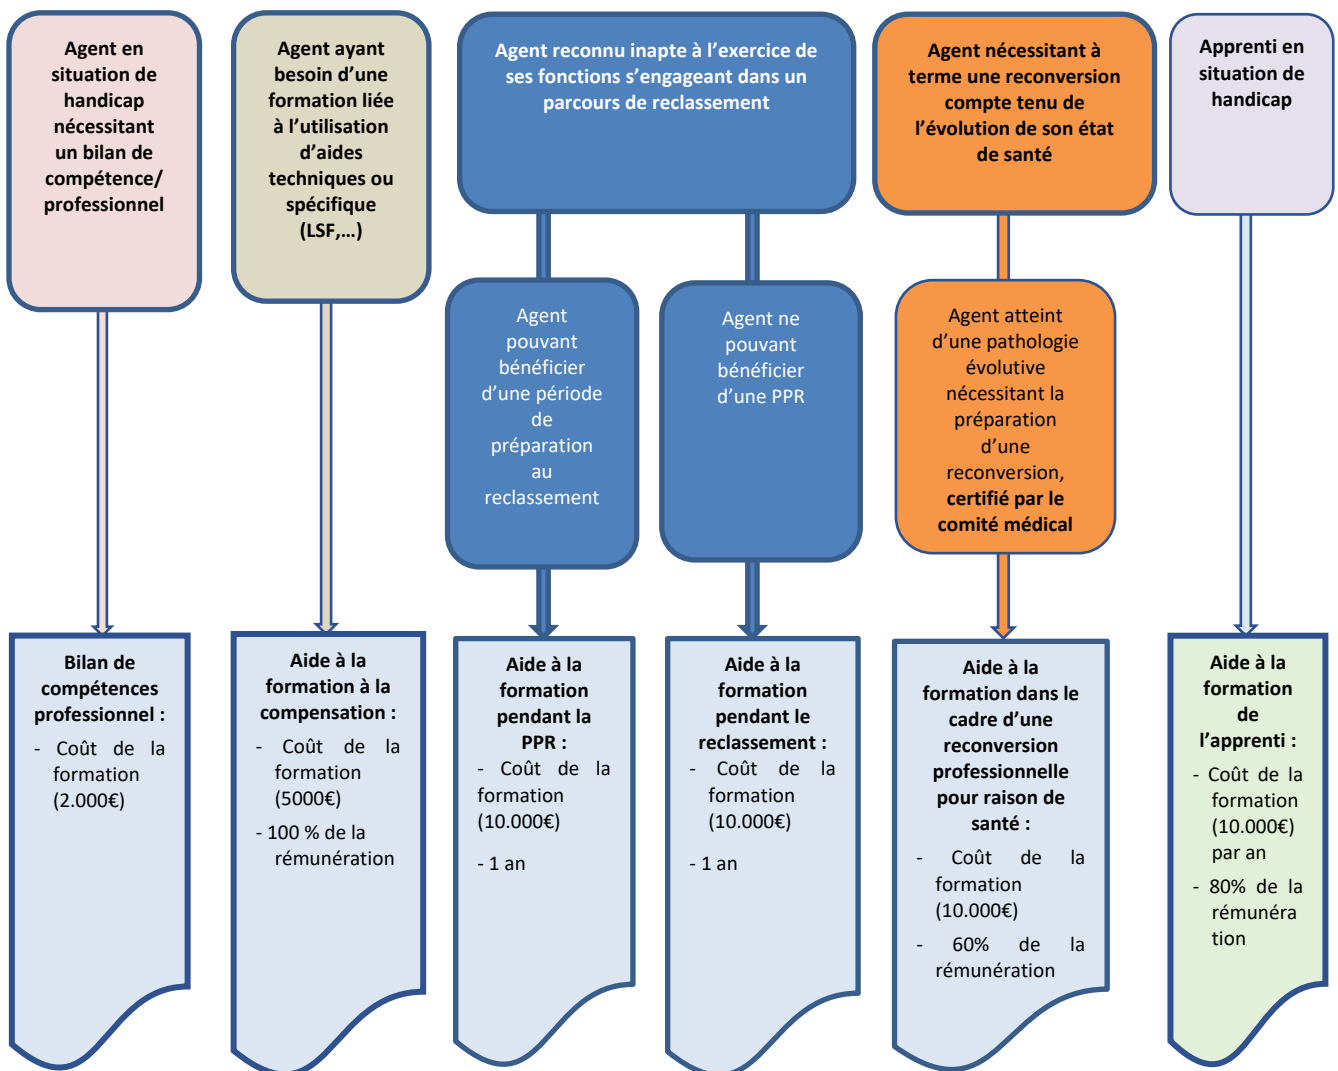 Agent en
situation de
handicap
nécessitant
un bilan de
compétence/
professionnel
Agent ayant
besoin d’une
formation liée
à l’utilisation
d’aides
techniques ou
spécifique
(LSF,…)
Agent reconnu inapte à l’exercice de
ses fonctions s’engageant dans un
parcours de reclassement
Agent nécessitant à
terme une reconversion
compte tenu de
l’évolution de son état
de santé
Apprenti en
situation de
handicap
Agent
pouvant
bénéficier
d’une période
de
préparation
au
reclassement
Agent ne
pouvant
bénéficier
d’une PPR
Agent atteint
d’une pathologie
évolutive
nécessitant la
préparation
d’une
reconversion,
certifié par le
comité médical
Bilan de
compétences
professionnel :
- Coût de la
formation
(2.000€)
Aide à la
formation à la
compensation :
- Coût de la
formation
(5000€)
- 100 % de la
rémunération
Aide à la
formation
pendant la
PPR :
- Coût de la
formation
(10.000€)
- 1 an
Aide à la
formation
pendant le
reclassement :
- Coût de la
formation
(10.000€)
- 1 an
Aide à la
formation dans le
cadre d’une
reconversion
professionnelle
pour raison de
santé :
- Coût de la
formation
(10.000€)
- 60% de la
rémunération
Aide à la
formation
de
l’apprenti :
- Coût de la
formation
(10.000€)
par an
- 80% de la
rémunéra
tion